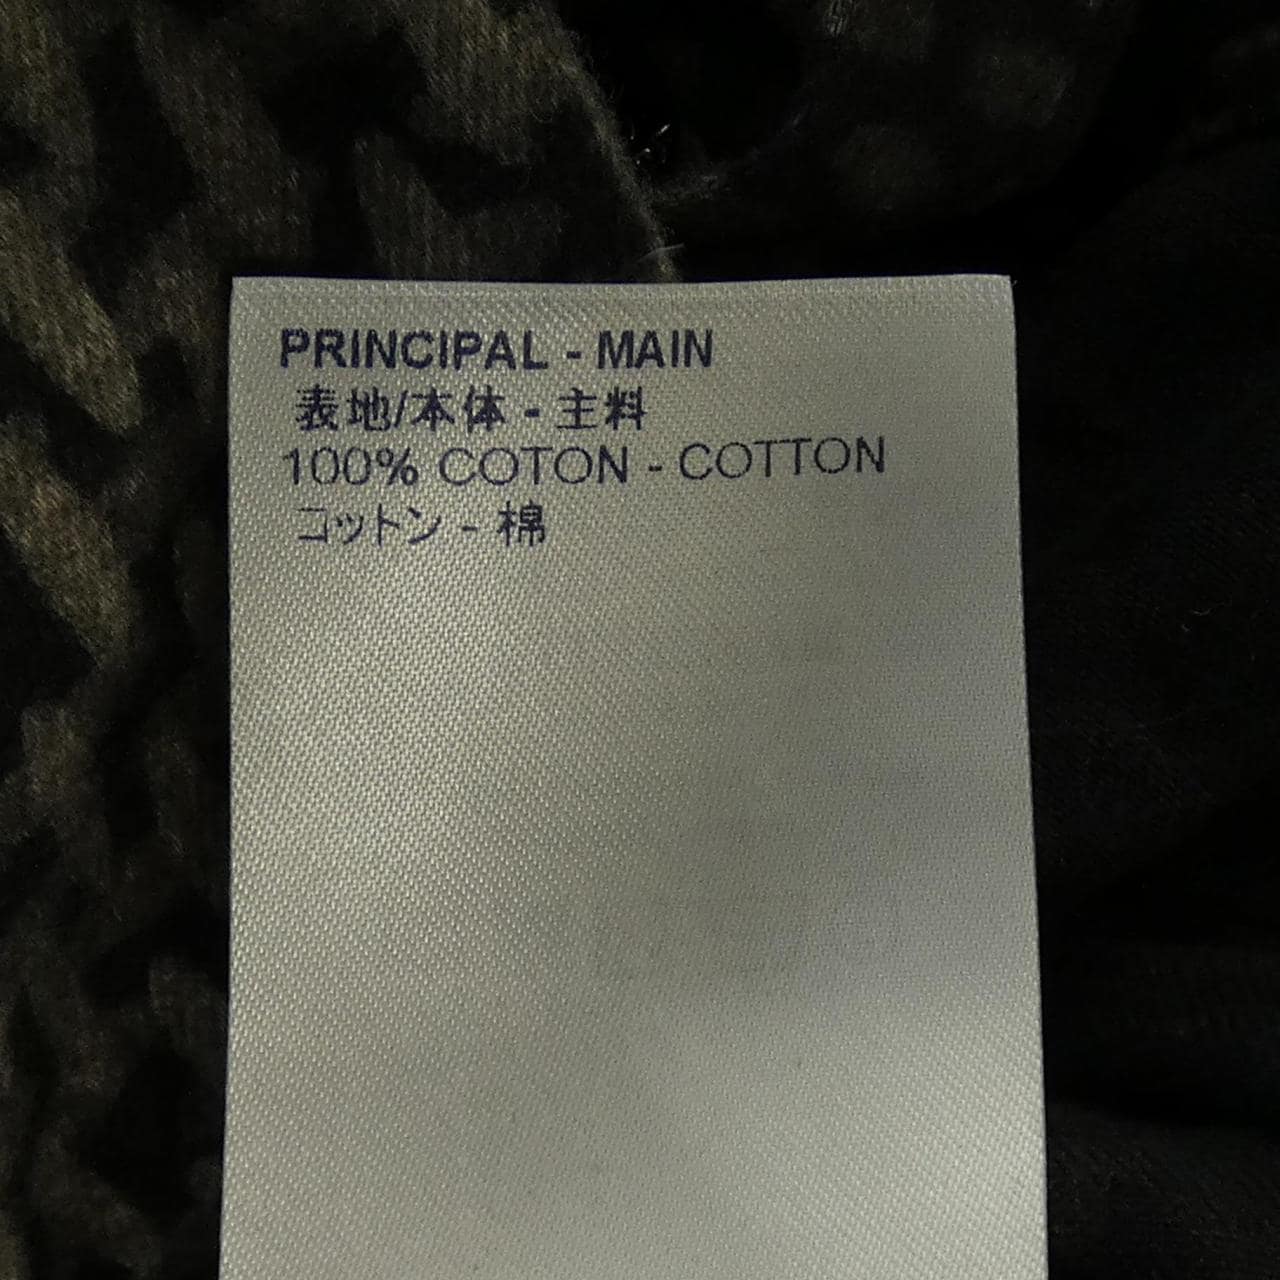 PRINCIPAL - MAIN
表地/本体 - 主料
100% COTON - COTTON
コットン - 棉